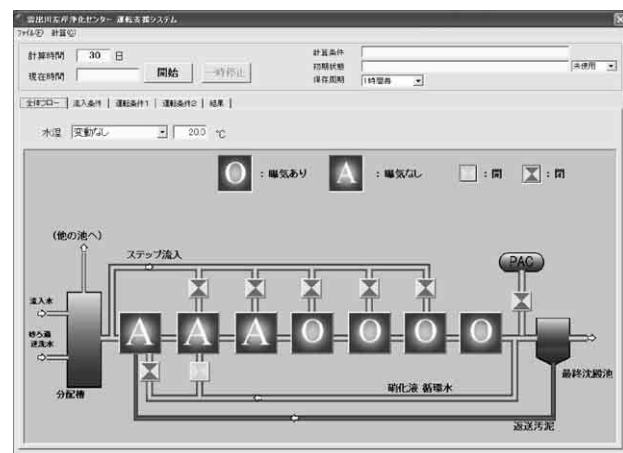 雲出川左岸浄化センター 運転支援システム
ファイル(F) 計算(C)
計算時間 30 日
現在時間 開始 一時停止
計算条件
初期状態 未使用
保存周期 1時間毎
全体フロー 流入条件 運転条件1 運転条件2 結果
水温 変動なし 20.0 ℃
O ：曝気あり A ：曝気なし ：開 ：閉
(他の池へ)
ステップ流入
PAC
流入水
砂ろ過
逆洗水
A A A O O O O
分配槽
硝化液 循環水
最終沈殿池
返送汚泥